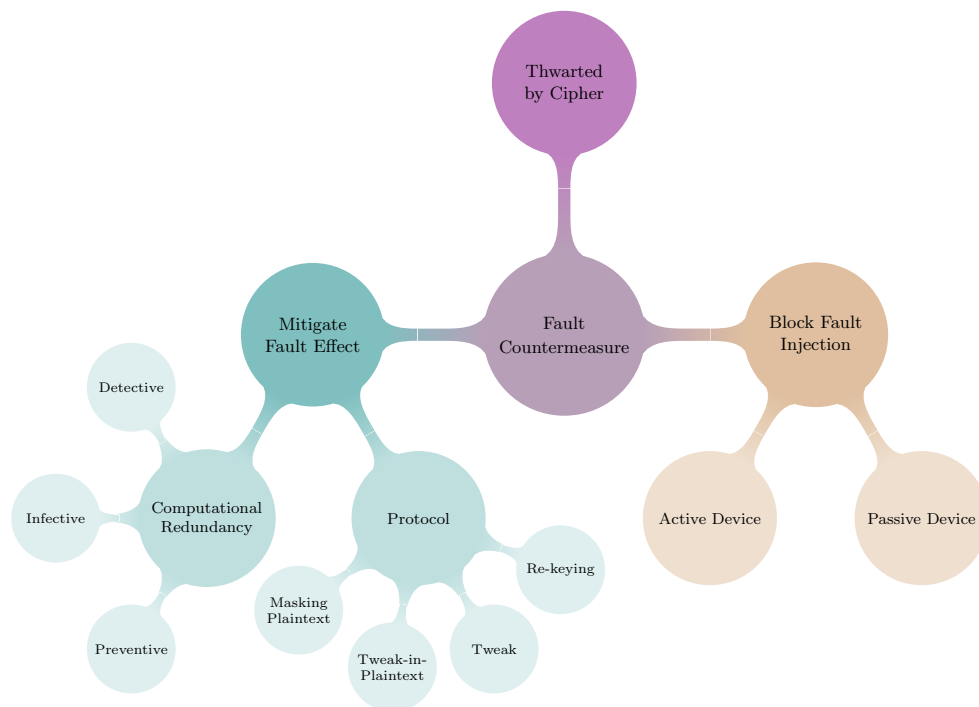 Thwarted
by Cipher
Mitigate
Fault Effect
Fault
Countermeasure
Block Fault
Injection
Detective
Infective
Computational
Redundancy
Protocol
Active Device
Passive Device
Re-keying
Masking
Plaintext
Preventive
Tweak-in-
Plaintext
Tweak